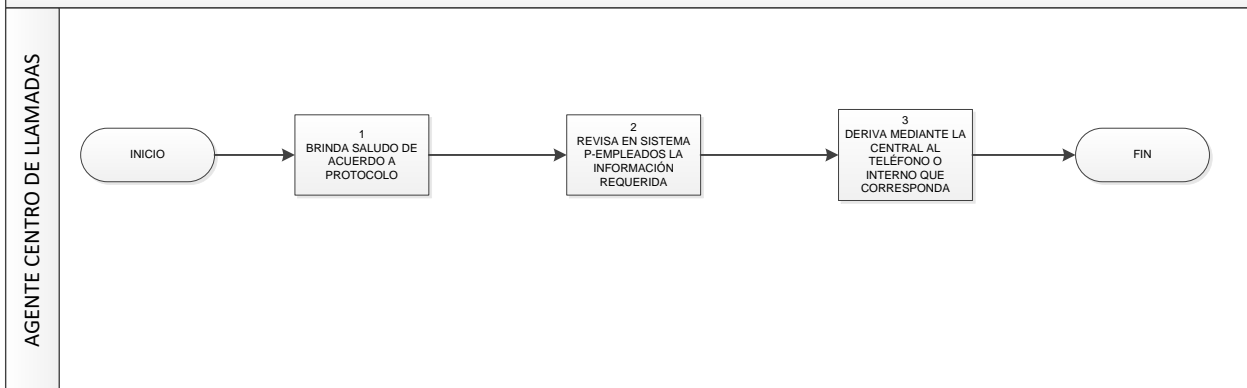 AGENTE CENTRO DE LLAMADAS
INICIO
1
BRINDA SALUDO DE
ACUERDO A
PROTOCOLO
2
REVISA EN SISTEMA
P-EMPLEADOS LA
INFORMACIÓN
REQUERIDA
3
DERIVA MEDIANTE LA
CENTRAL AL
TELÉFONO O
INTERNO QUE
CORRESPONDA
FIN